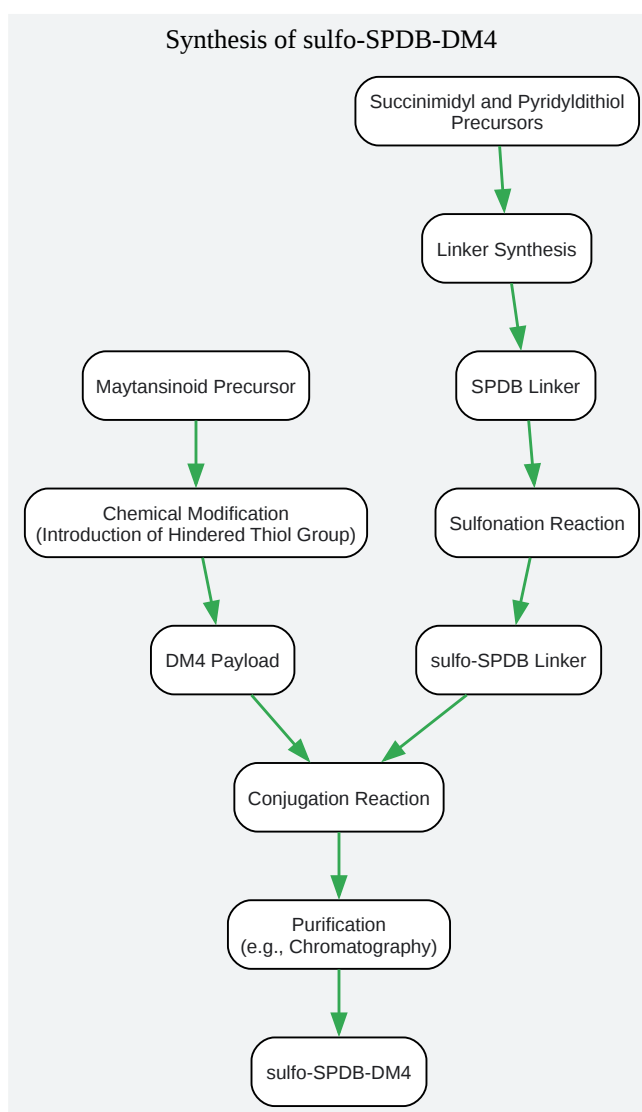 Synthesis of sulfo-SPDB-DM4
Succinimidyl and Pyridyldithiol
Precursors
Linker Synthesis
Maytansinoid Precursor
SPDB Linker
Chemical Modification
(Introduction of Hindered Thiol Group)
Sulfonation Reaction
DM4 Payload
sulfo-SPDB Linker
Conjugation Reaction
Purification
(e.g., Chromatography)
sulfo-SPDB-DM4